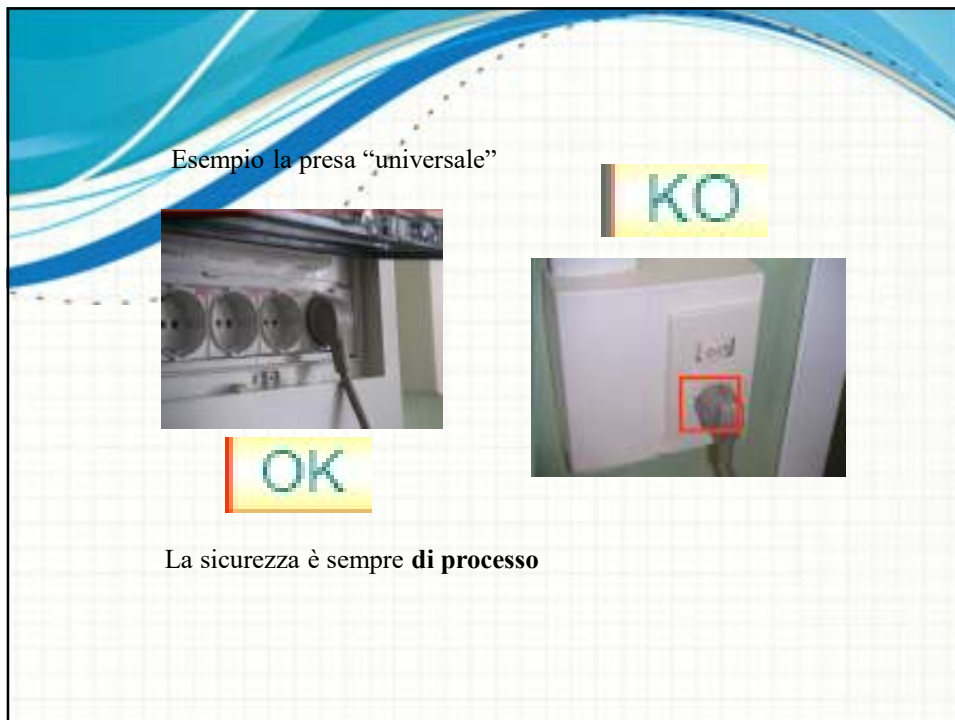 Esempio la presa “universale”
KO
OK
La sicurezza è sempre di processo